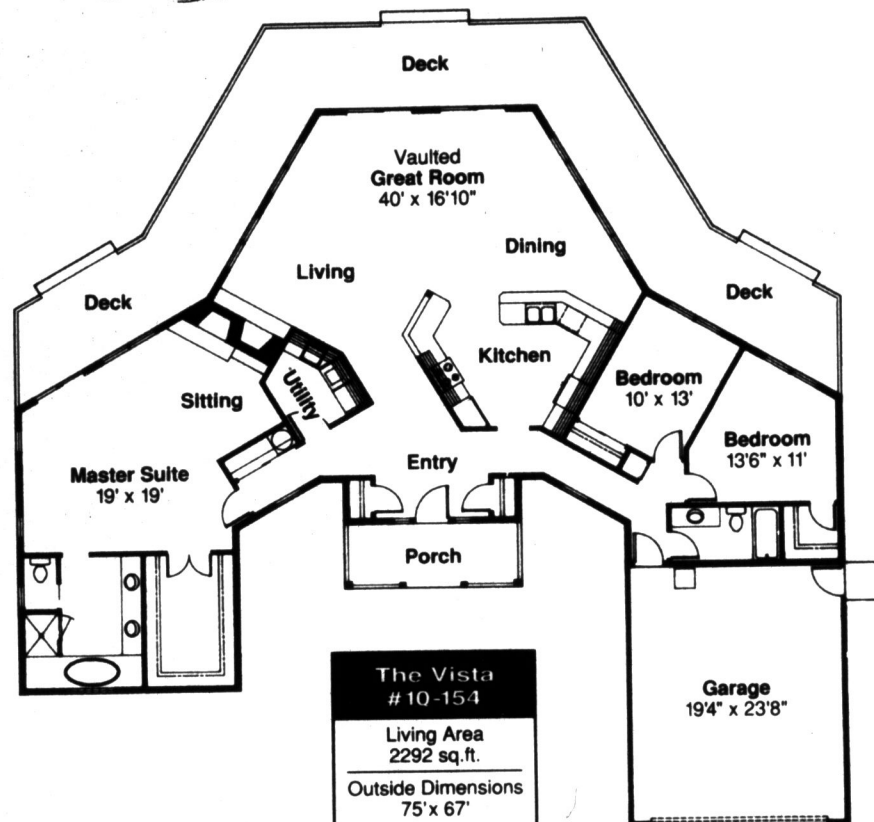 Deck
Vaulted
Great Room
40' x 16'10"
Dining
Living
Deck
Deck
Kitchen
Utility
Sitting
Bedroom
10' x 13'
Bedroom
13'6" x 11'
Master Suite
19' x 19'
Entry
Porch
The Vista
#10-154
Living Area
2292 sq.ft.
Outside Dimensions
75'x 67'
Garage
19'4" x 23'8"